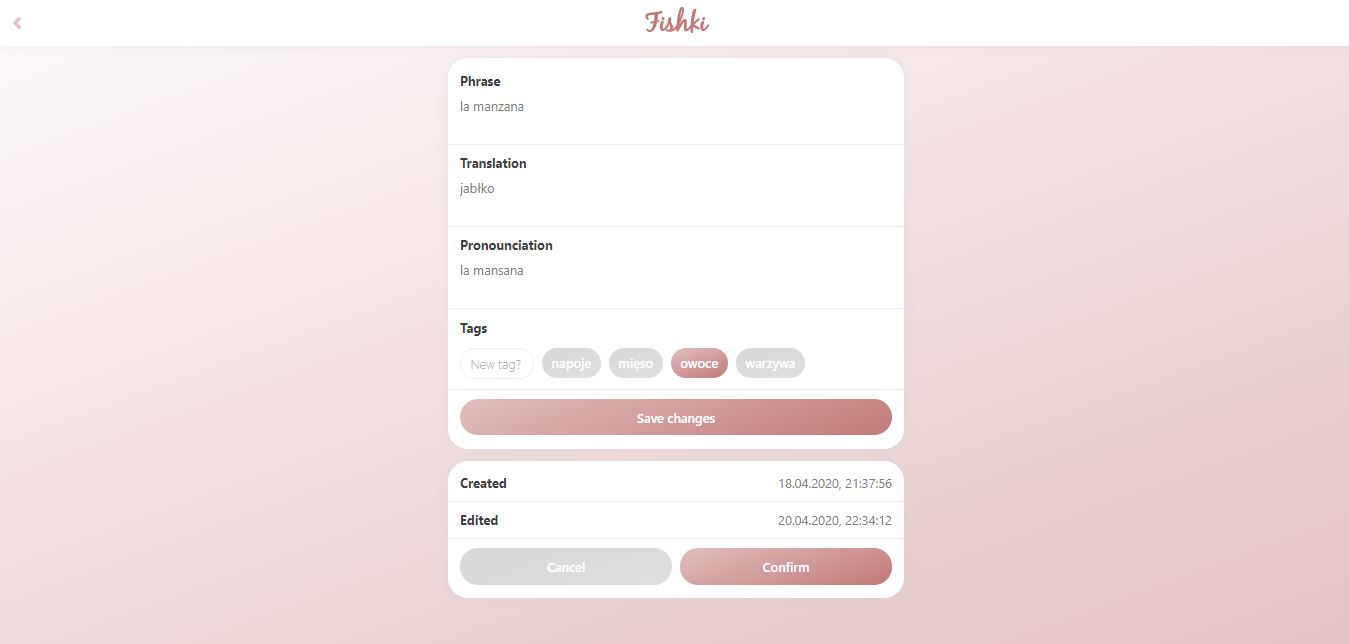 Fishki
Phrase
la manzana
Translation
jabłko
Pronounciation
la mansana
Tags
New tag? napoje mięso owoce warzywa
Save changes
Created 18.04.2020, 21:37:56
Edited 20.04.2020, 22:34:12
Cancel Confirm